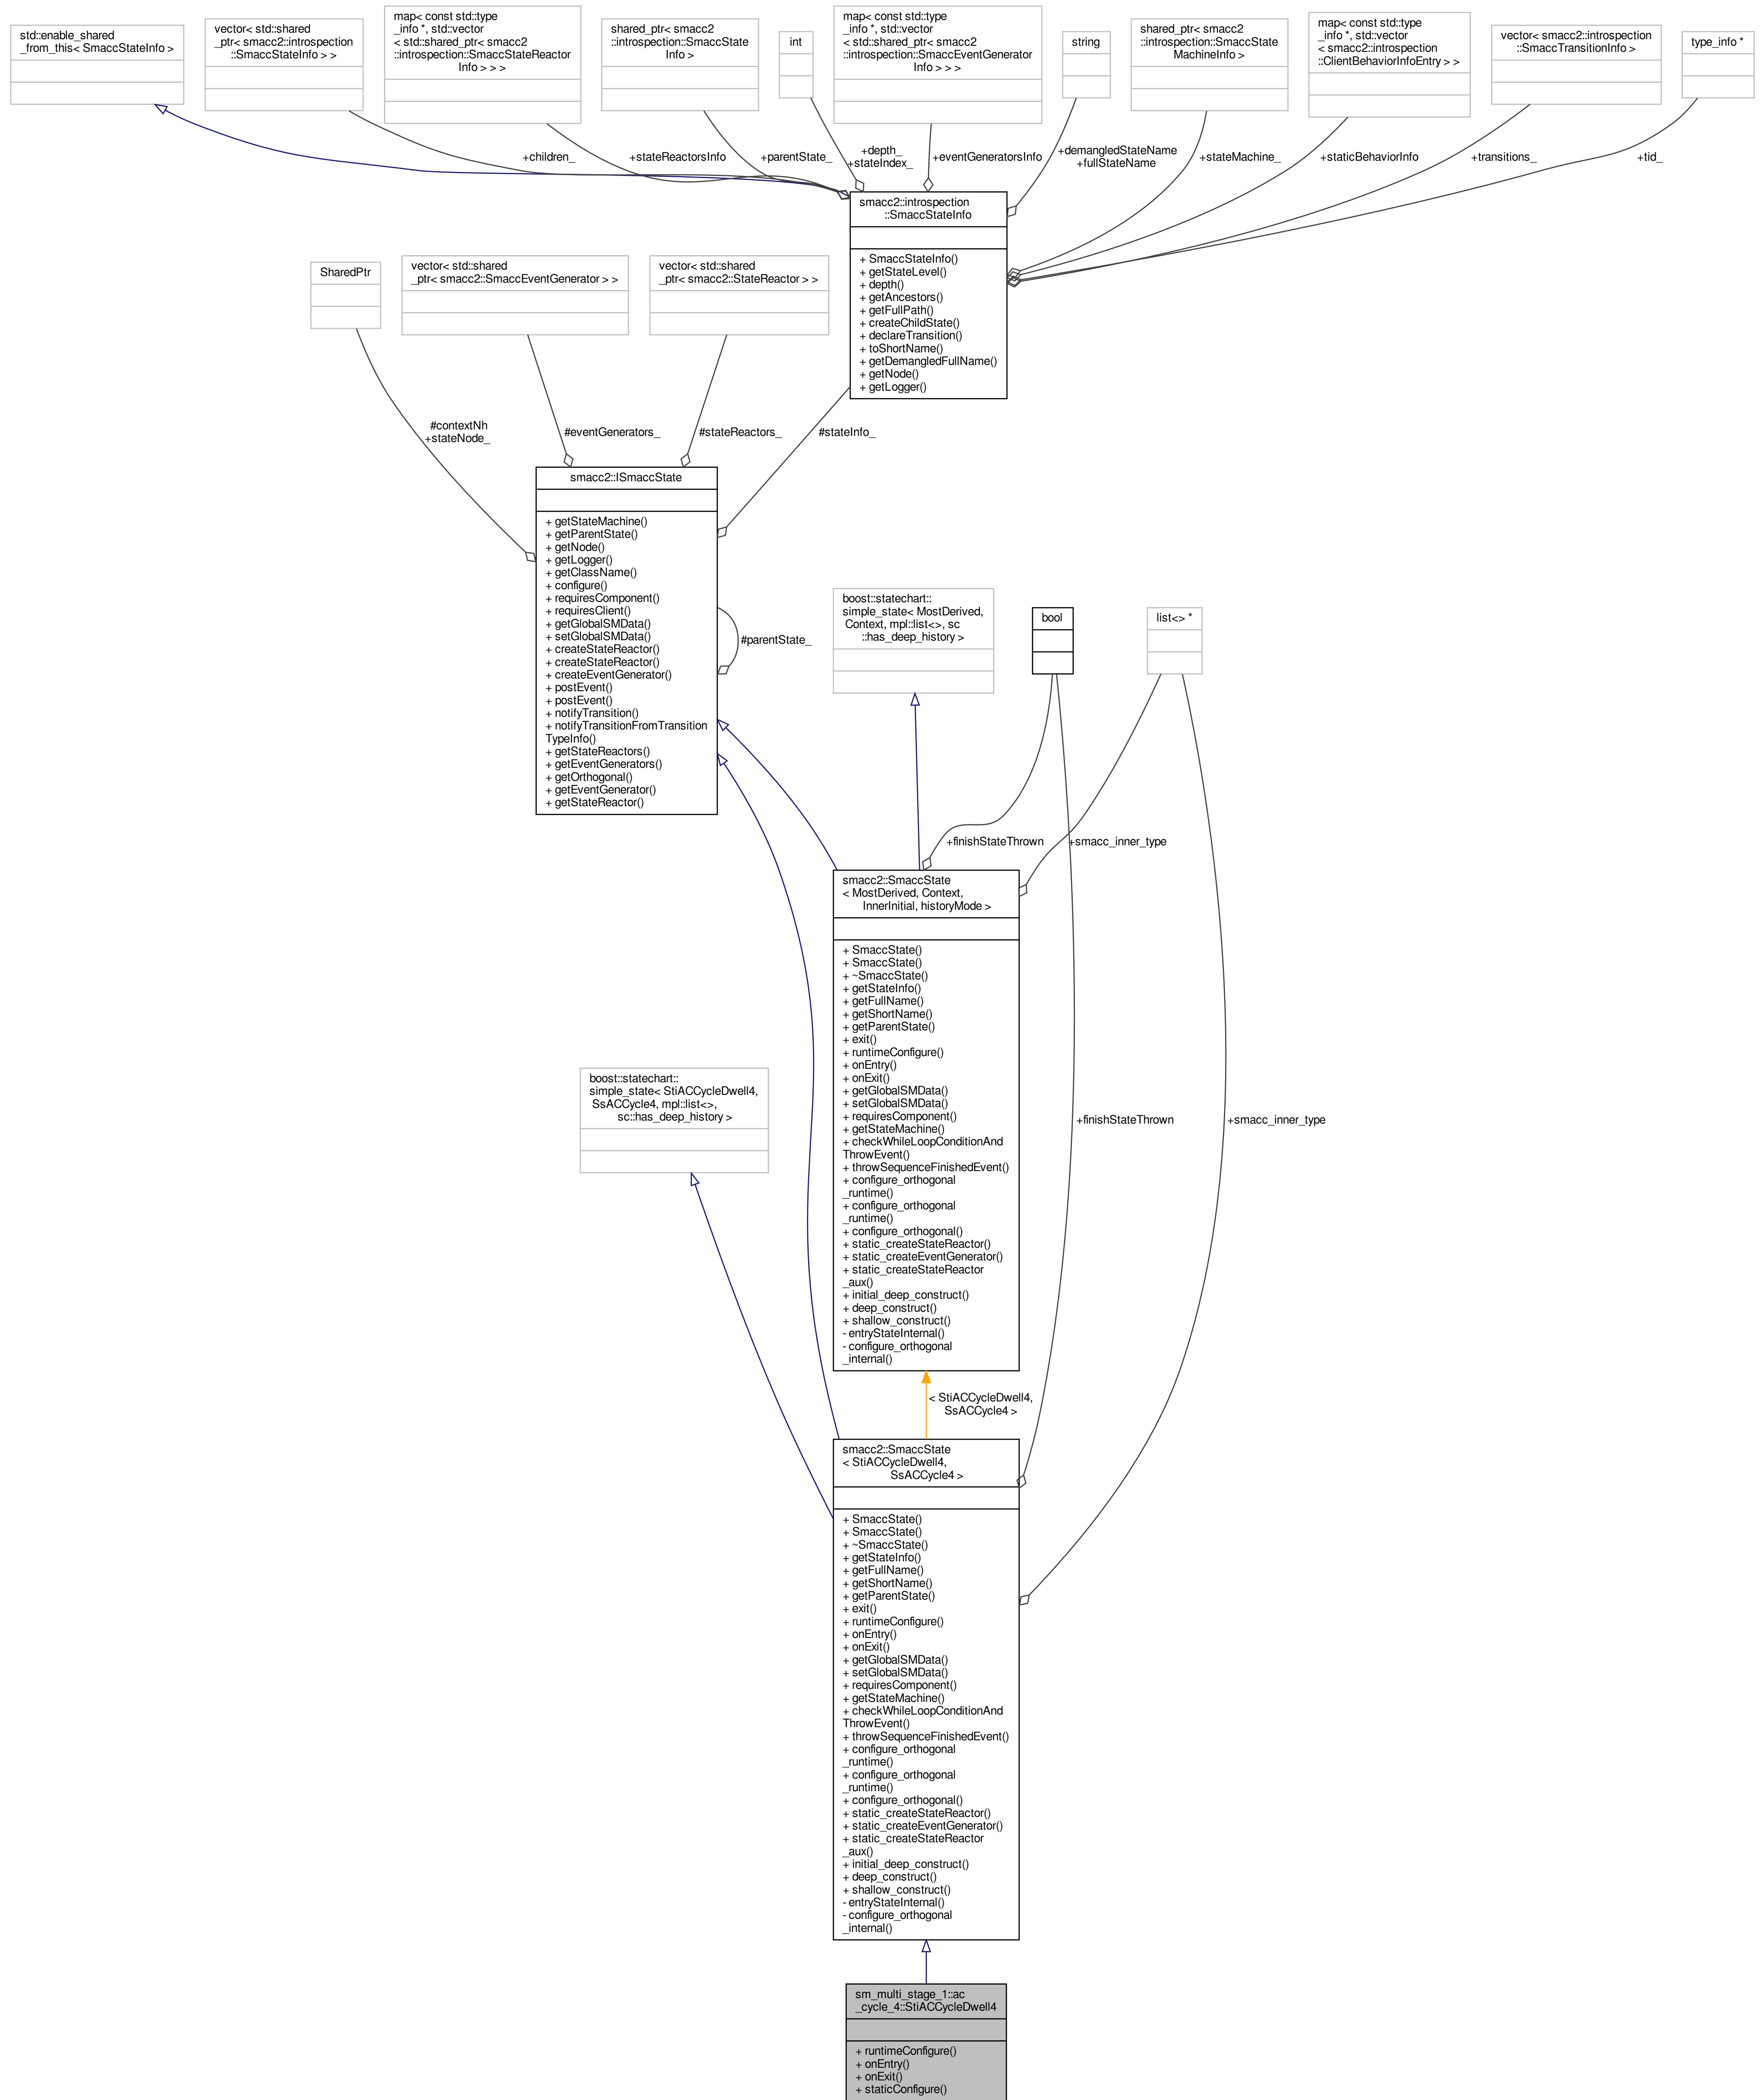 std::enable_shared
_from_this< SmaccStateInfo >
vector< std::shared
_ptr< smacc2::introspection
::SmaccStateInfo > >
map< const std::type
_info *, std::vector
< std::shared_ptr< smacc2
::introspection::SmaccStateReactor
Info > > >
shared_ptr< smacc2
::introspection::SmaccState
Info >
int
map< const std::type
_info *, std::vector
< std::shared_ptr< smacc2
::introspection::SmaccEventGenerator
Info > > >
string
shared_ptr< smacc2
::introspection::SmaccState
MachineInfo >
map< const std::type
_info *, std::vector
< smacc2::introspection
::ClientBehaviorInfoEntry > >
vector< smacc2::introspection
::SmaccTransitionInfo >
type_info *
+children_
+stateReactorsInfo
+parentState_
+depth_
+stateIndex_
+eventGeneratorsInfo
+demangledStateName
+fullStateName
+stateMachine_
+staticBehaviorInfo
+transitions_
+tid_
smacc2::introspection
::SmaccStateInfo
+ SmaccStateInfo()
+ getStateLevel()
+ depth()
+ getAncestors()
+ getFullPath()
+ createChildState()
+ declareTransition()
+ toShortName()
+ getDemangledFullName()
+ getNode()
+ getLogger()
SharedPtr
vector< std::shared
_ptr< smacc2::SmaccEventGenerator > >
vector< std::shared
_ptr< smacc2::StateReactor > >
#contextNh
+stateNode_
#eventGenerators_
#stateReactors_
#stateInfo_
smacc2::ISmaccState
+ getStateMachine()
+ getParentState()
+ getNode()
+ getLogger()
+ getClassName()
+ configure()
+ requiresComponent()
+ requiresClient()
+ getGlobalSMData()
+ setGlobalSMData()
+ createStateReactor()
+ createStateReactor()
+ createEventGenerator()
+ postEvent()
+ postEvent()
+ notifyTransition()
+ notifyTransitionFromTransition
TypeInfo()
+ getStateReactors()
+ getEventGenerators()
+ getOrthogonal()
+ getEventGenerator()
+ getStateReactor()
#parentState_
boost::statechart::
simple_state< MostDerived,
Context, mpl::list<>, sc
::has_deep_history >
bool
list<> *
+finishStateThrown
+smacc_inner_type
smacc2::SmaccState
< MostDerived, Context,
InnerInitial, historyMode >
+ SmaccState()
+ SmaccState()
+ ~SmaccState()
+ getStateInfo()
+ getFullName()
+ getShortName()
+ getParentState()
+ exit()
+ runtimeConfigure()
+ onEntry()
+ onExit()
+ getGlobalSMData()
+ setGlobalSMData()
+ requiresComponent()
+ getStateMachine()
+ checkWhileLoopConditionAnd
ThrowEvent()
+ throwSequenceFinishedEvent()
+ configure_orthogonal
_runtime()
+ configure_orthogonal
_runtime()
+ configure_orthogonal()
+ static_createStateReactor()
+ static_createEventGenerator()
+ static_createStateReactor
_aux()
+ initial_deep_construct()
+ deep_construct()
+ shallow_construct()
- entryStateInternal()
- configure_orthogonal
_internal()
boost::statechart::
simple_state< StiACCycleDwell4,
SsACCycle4, mpl::list<>,
sc::has_deep_history >
+finishStateThrown
+smacc_inner_type
< StiACCycleDwell4,
SsACCycle4 >
smacc2::SmaccState
< StiACCycleDwell4,
SsACCycle4 >
+ SmaccState()
+ SmaccState()
+ ~SmaccState()
+ getStateInfo()
+ getFullName()
+ getShortName()
+ getParentState()
+ exit()
+ runtimeConfigure()
+ onEntry()
+ onExit()
+ getGlobalSMData()
+ setGlobalSMData()
+ requiresComponent()
+ getStateMachine()
+ checkWhileLoopConditionAnd
ThrowEvent()
+ throwSequenceFinishedEvent()
+ configure_orthogonal
_runtime()
+ configure_orthogonal
_runtime()
+ configure_orthogonal()
+ static_createStateReactor()
+ static_createEventGenerator()
+ static_createStateReactor
_aux()
+ initial_deep_construct()
+ deep_construct()
+ shallow_construct()
- entryStateInternal()
- configure_orthogonal
_internal()
sm_multi_stage_1::ac
_cycle_4::StiACCycleDwell4
+ runtimeConfigure()
+ onEntry()
+ onExit()
+ staticConfigure()